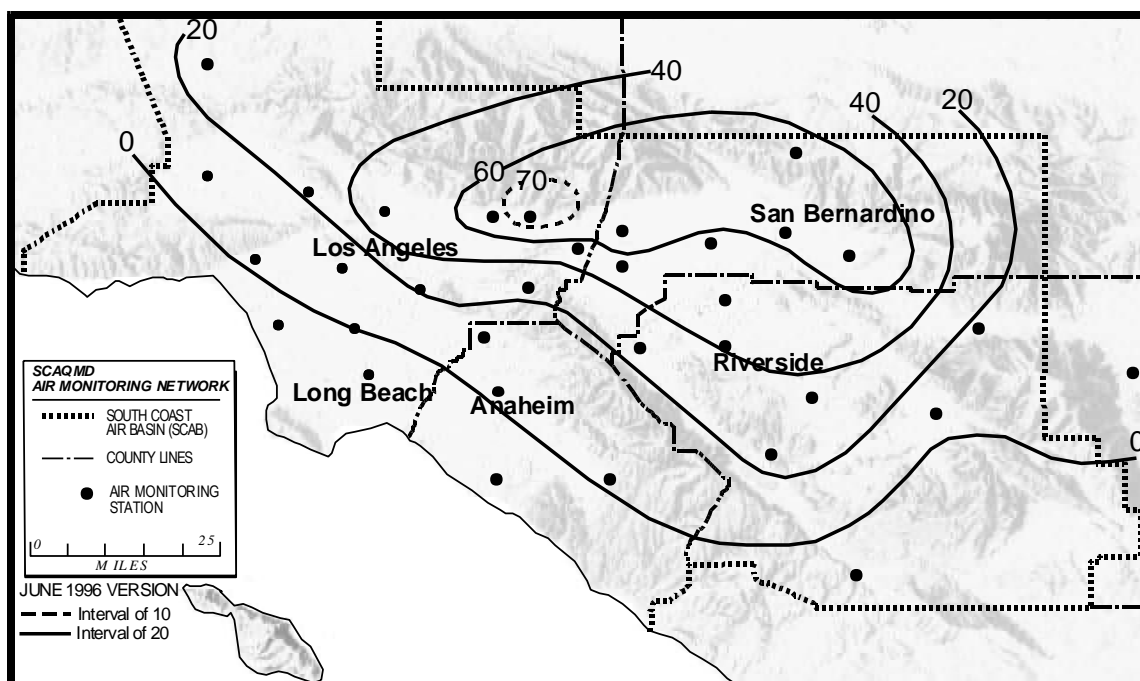 20
40
40
20
0
60
70
San Bernardino
Los Angeles
Riverside
Long Beach
Anaheim
0
SCAQMD
AIR MONITORING NETWORK
SOUTH COAST
AIR BASIN (SCAB)
COUNTY LINES
AIR MONITORING
STATION
0 25
MILES
JUNE 1996 VERSION
Interval of 10
Interval of 20